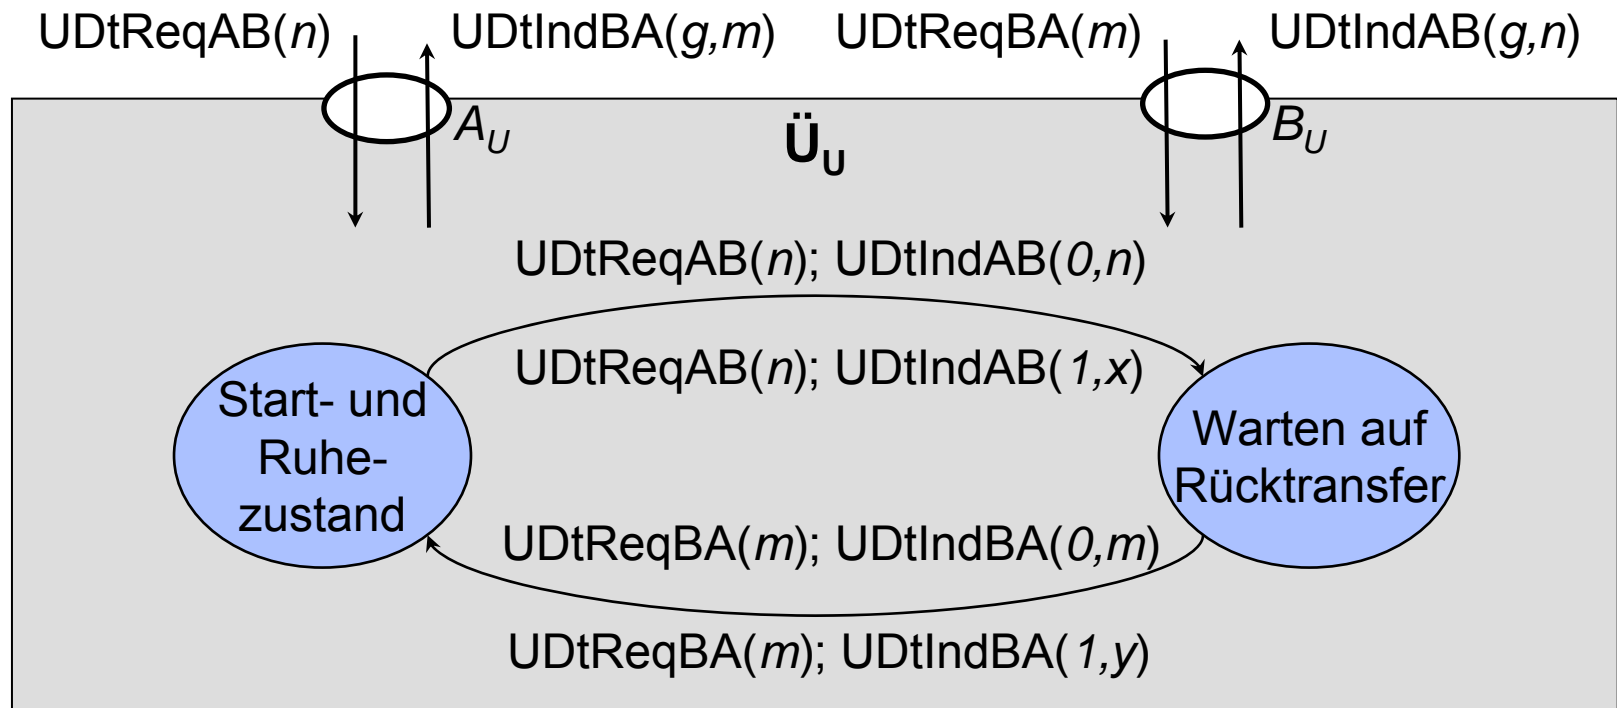 UDtReqAB(n) UDtIndBA(g,m) UDtReqBA(m) UDtIndAB(g,n)
A_U Ü_U B_U
UDtReqAB(n); UDtIndAB(0,n)
UDtReqAB(n); UDtIndAB(1,x)
Start- und
Ruhe-
zustand
Warten auf
Rücktransfer
UDtReqBA(m); UDtIndBA(0,m)
UDtReqBA(m); UDtIndBA(1,y)